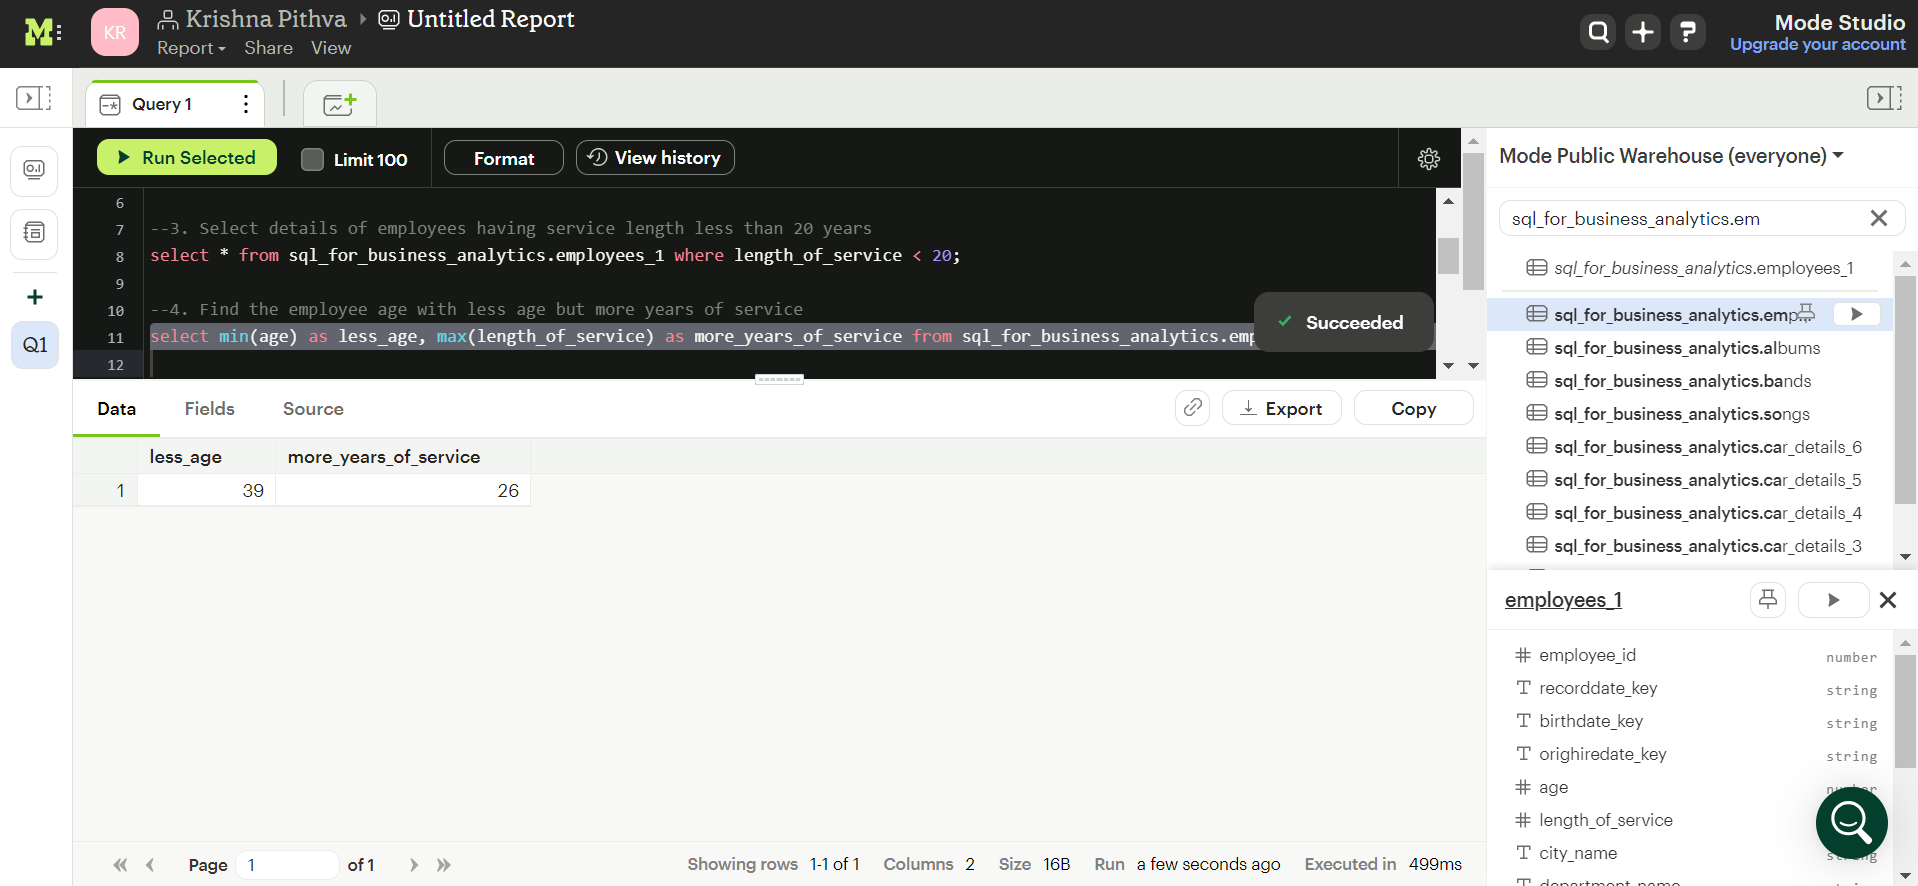 KR
Krishna Pithva
Untitled Report
Report
Share
View
Mode Studio
Upgrade your account
Query 1
Run Selected
Limit 100
Format
View history
6
7 --3. Select details of employees having service length less than 20 years
8 select * from sql_for_business_analytics.employees_1 where length_of_service < 20;
9
10 --4. Find the employee age with less age but more years of service
11 select min(age) as less_age, max(length_of_service) as more_years_of_service from sql_for_business_analytics.emp
12
Succeeded
Q1
Data
Fields
Source
Export
Copy
less_age more_years_of_service
1 39 26
Page 1 of 1
Showing rows 1-1 of 1 Columns 2 Size 16B Run a few seconds ago Executed in 499ms
Mode Public Warehouse (everyone)
sql_for_business_analytics.em
sql_for_business_analytics.employees_1
sql_for_business_analytics.emp...
sql_for_business_analytics.albums
sql_for_business_analytics.bands
sql_for_business_analytics.songs
sql_for_business_analytics.car_details_6
sql_for_business_analytics.car_details_5
sql_for_business_analytics.car_details_4
sql_for_business_analytics.car_details_3
employees_1
employee_id number
recorddate_key string
birthdate_key string
orighiredate_key string
age
length_of_service
city_name
department_name